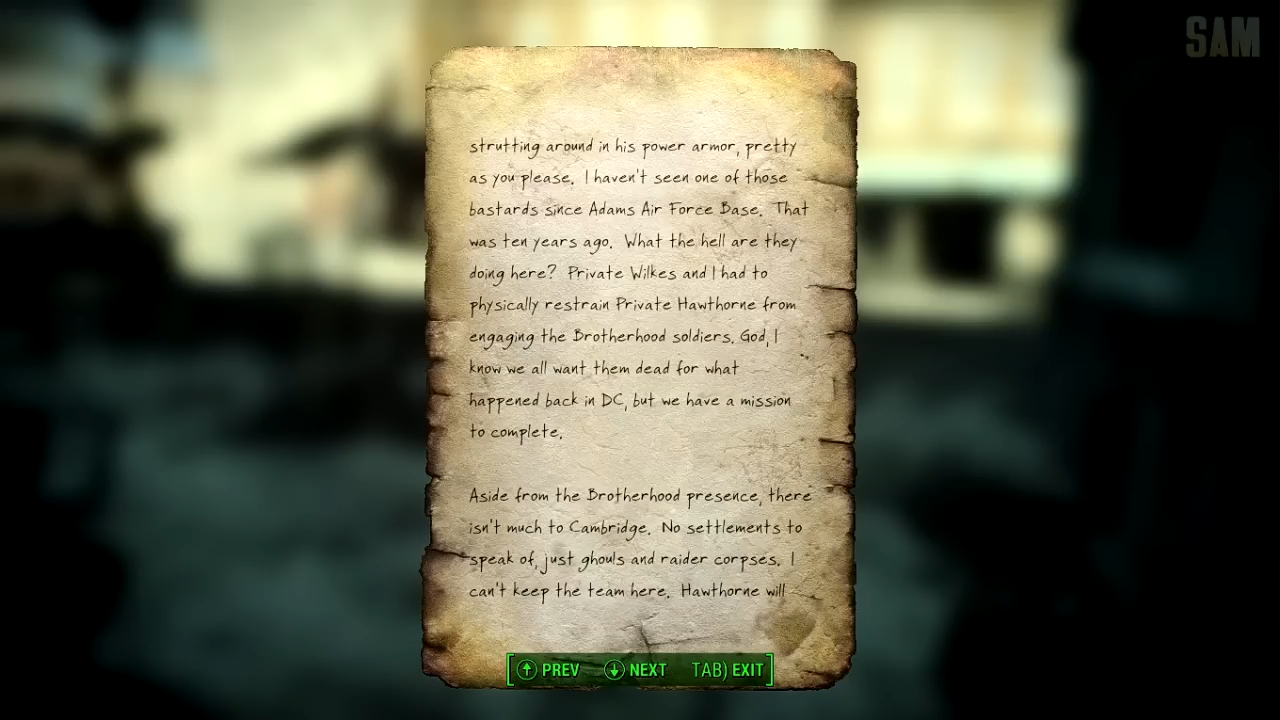 SAM
strutting around in his power armor, pretty
as you please. I haven't seen one of those
bastards since Adams Air Force Base. That
was ten years ago. What the hell are they
doing here? Private Wilkes and I had to
physically restrain Private Hawthorne from
engaging the Brotherhood soldiers. God, I
know we all want them dead for what
happened back in DC, but we have a mission
to complete.
Aside from the Brotherhood presence, there
isn't much to Cambridge. No settlements to
speak of, just ghouls and raider corpses. I
can't keep the team here. Hawthorne will
PREV NEXT TAB) EXIT